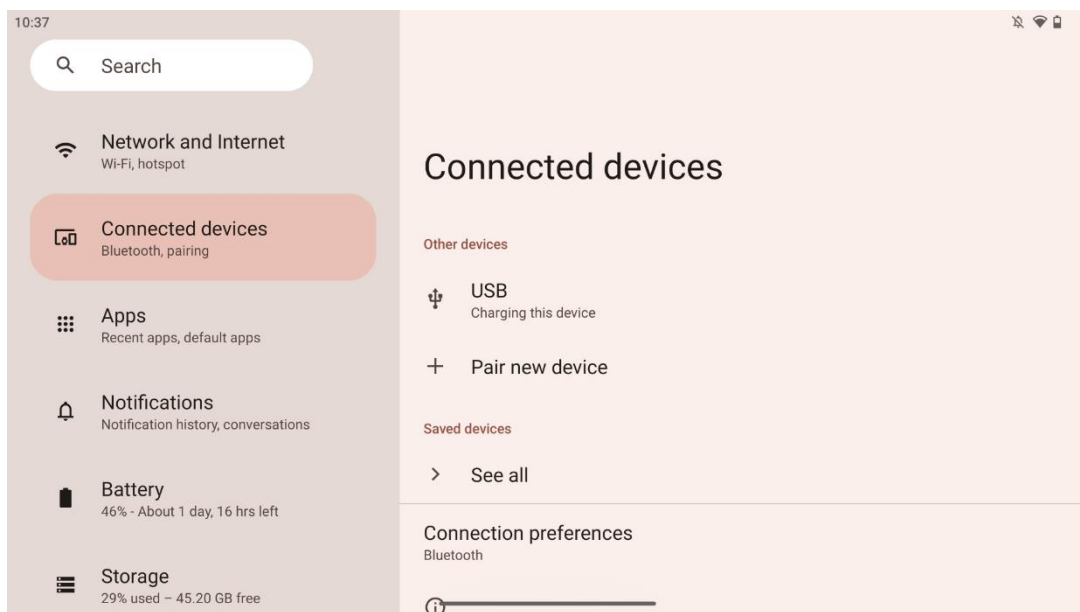 10:37
Search
Network and Internet
Wi-Fi, hotspot
Connected devices
Bluetooth, pairing
Apps
Recent apps, default apps
Notifications
Notification history, conversations
Battery
46% - About 1 day, 16 hrs left
Storage
29% used – 45.20 GB free
Connected devices
Other devices
USB
Charging this device
Pair new device
Saved devices
See all
Connection preferences
Bluetooth